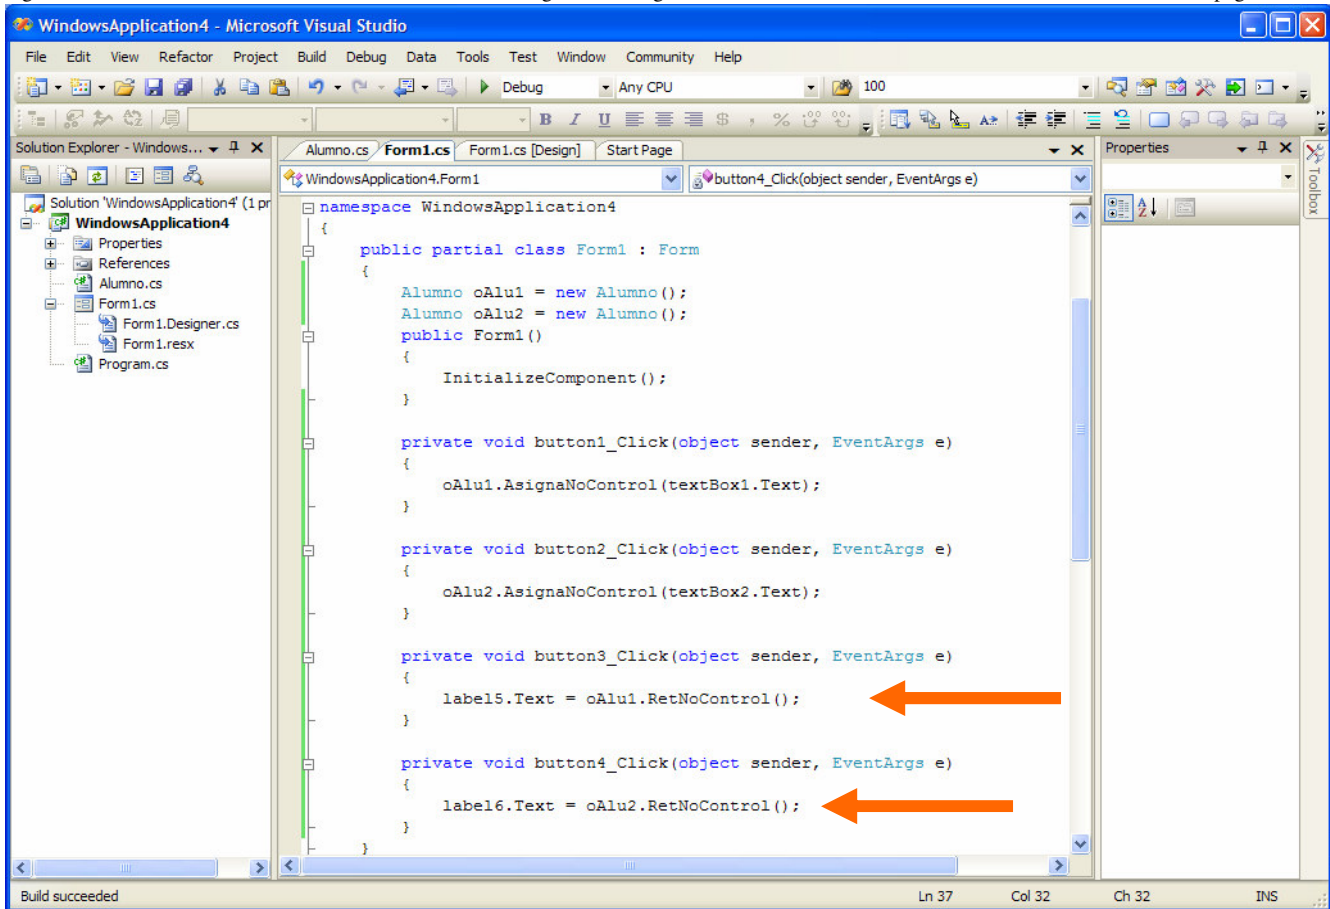 WindowsApplication4 - Microsoft Visual Studio
File Edit View Refactor Project Build Debug Data Tools Test Window Community Help
Debug Any CPU 100
B I U $ , %
Solution Explorer - Windows...
Alumno.cs Form1.cs Form1.cs [Design] Start Page
Properties
Toolbox
WindowsApplication4.Form1 button4_Click(object sender, EventArgs e)
Solution 'WindowsApplication4' (1 pr
WindowsApplication4
Properties
References
Alumno.cs
Form1.cs
Form1.Designer.cs
Form1.resx
Program.cs
namespace WindowsApplication4
{
public partial class Form1 : Form
{
Alumno oAlu1 = new Alumno();
Alumno oAlu2 = new Alumno();
public Form1()
{
InitializeComponent();
}
private void button1_Click(object sender, EventArgs e)
{
oAlu1.AsignaNoControl(textBox1.Text);
}
private void button2_Click(object sender, EventArgs e)
{
oAlu2.AsignaNoControl(textBox2.Text);
}
private void button3_Click(object sender, EventArgs e)
{
label5.Text = oAlu1.RetNoControl();
}
private void button4_Click(object sender, EventArgs e)
{
label6.Text = oAlu2.RetNoControl();
}
}
Build succeeded Ln 37 Col 32 Ch 32 INS